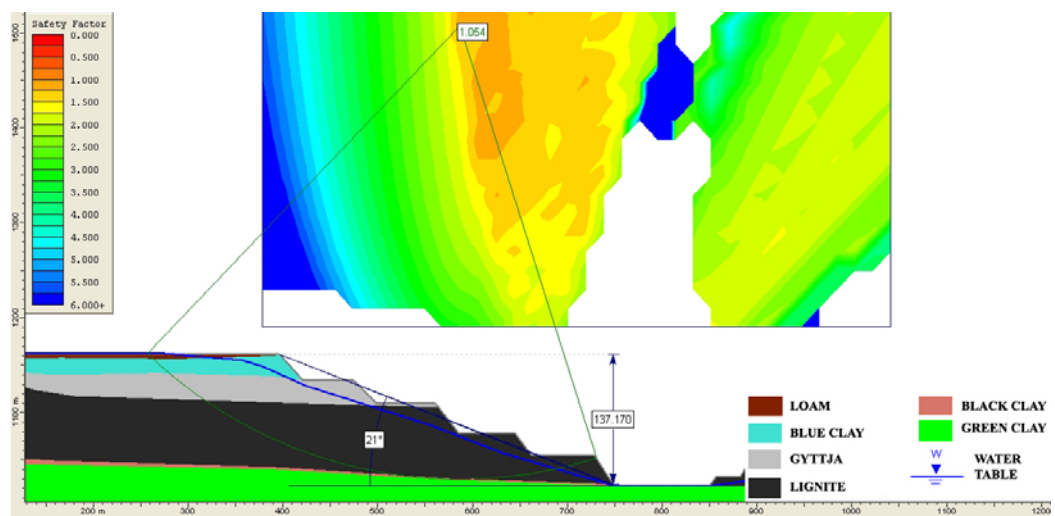 Safety Factor
0.000
0.500
1.000
1.500
2.000
2.500
3.000
3.500
4.000
4.500
5.000
5.500
6.000+
1.054
1600
1500
1400
1300
1200
1100 m
137.170
21°
LOAM
BLUE CLAY
GYTTJA
LIGNITE
BLACK CLAY
GREEN CLAY
W
WATER
TABLE
200 m
300
400
500
600
700
800
900
1000
1100
1200